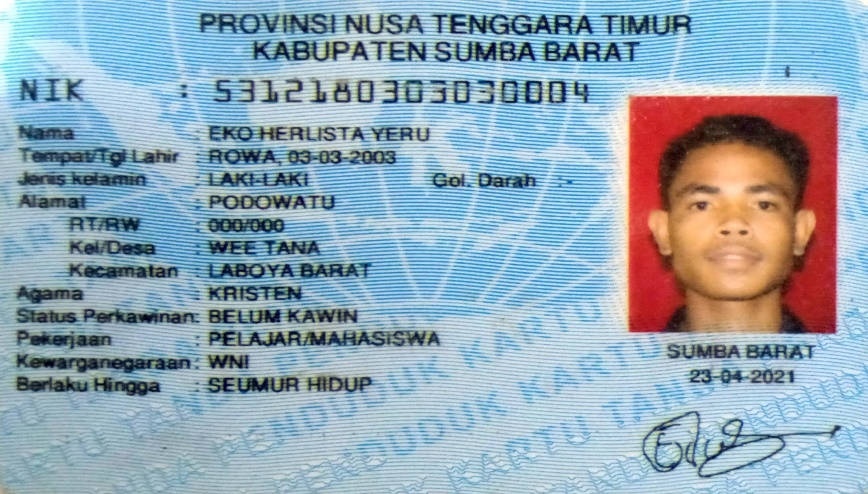 PROVINSI NUSA TENGGARA TIMUR
KABUPATEN SUMBA BARAT
NIK : 5312180303030004
Nama : EKO HERLISTA YERU
Tempat/Tgl Lahir : ROWA, 03-03-2003
Jenis kelamin : LAKI-LAKI Gol. Darah :-
Alamat : PODOWATU
RT/RW : 000/000
Kel/Desa : WEE TANA
Kecamatan : LABOYA BARAT
Agama : KRISTEN
Status Perkawinan: BELUM KAWIN
Pekerjaan : PELAJAR/MAHASISWA
Kewarganegaraan: WNI
Berlaku Hingga : SEUMUR HIDUP
SUMBA BARAT
23-04-2021